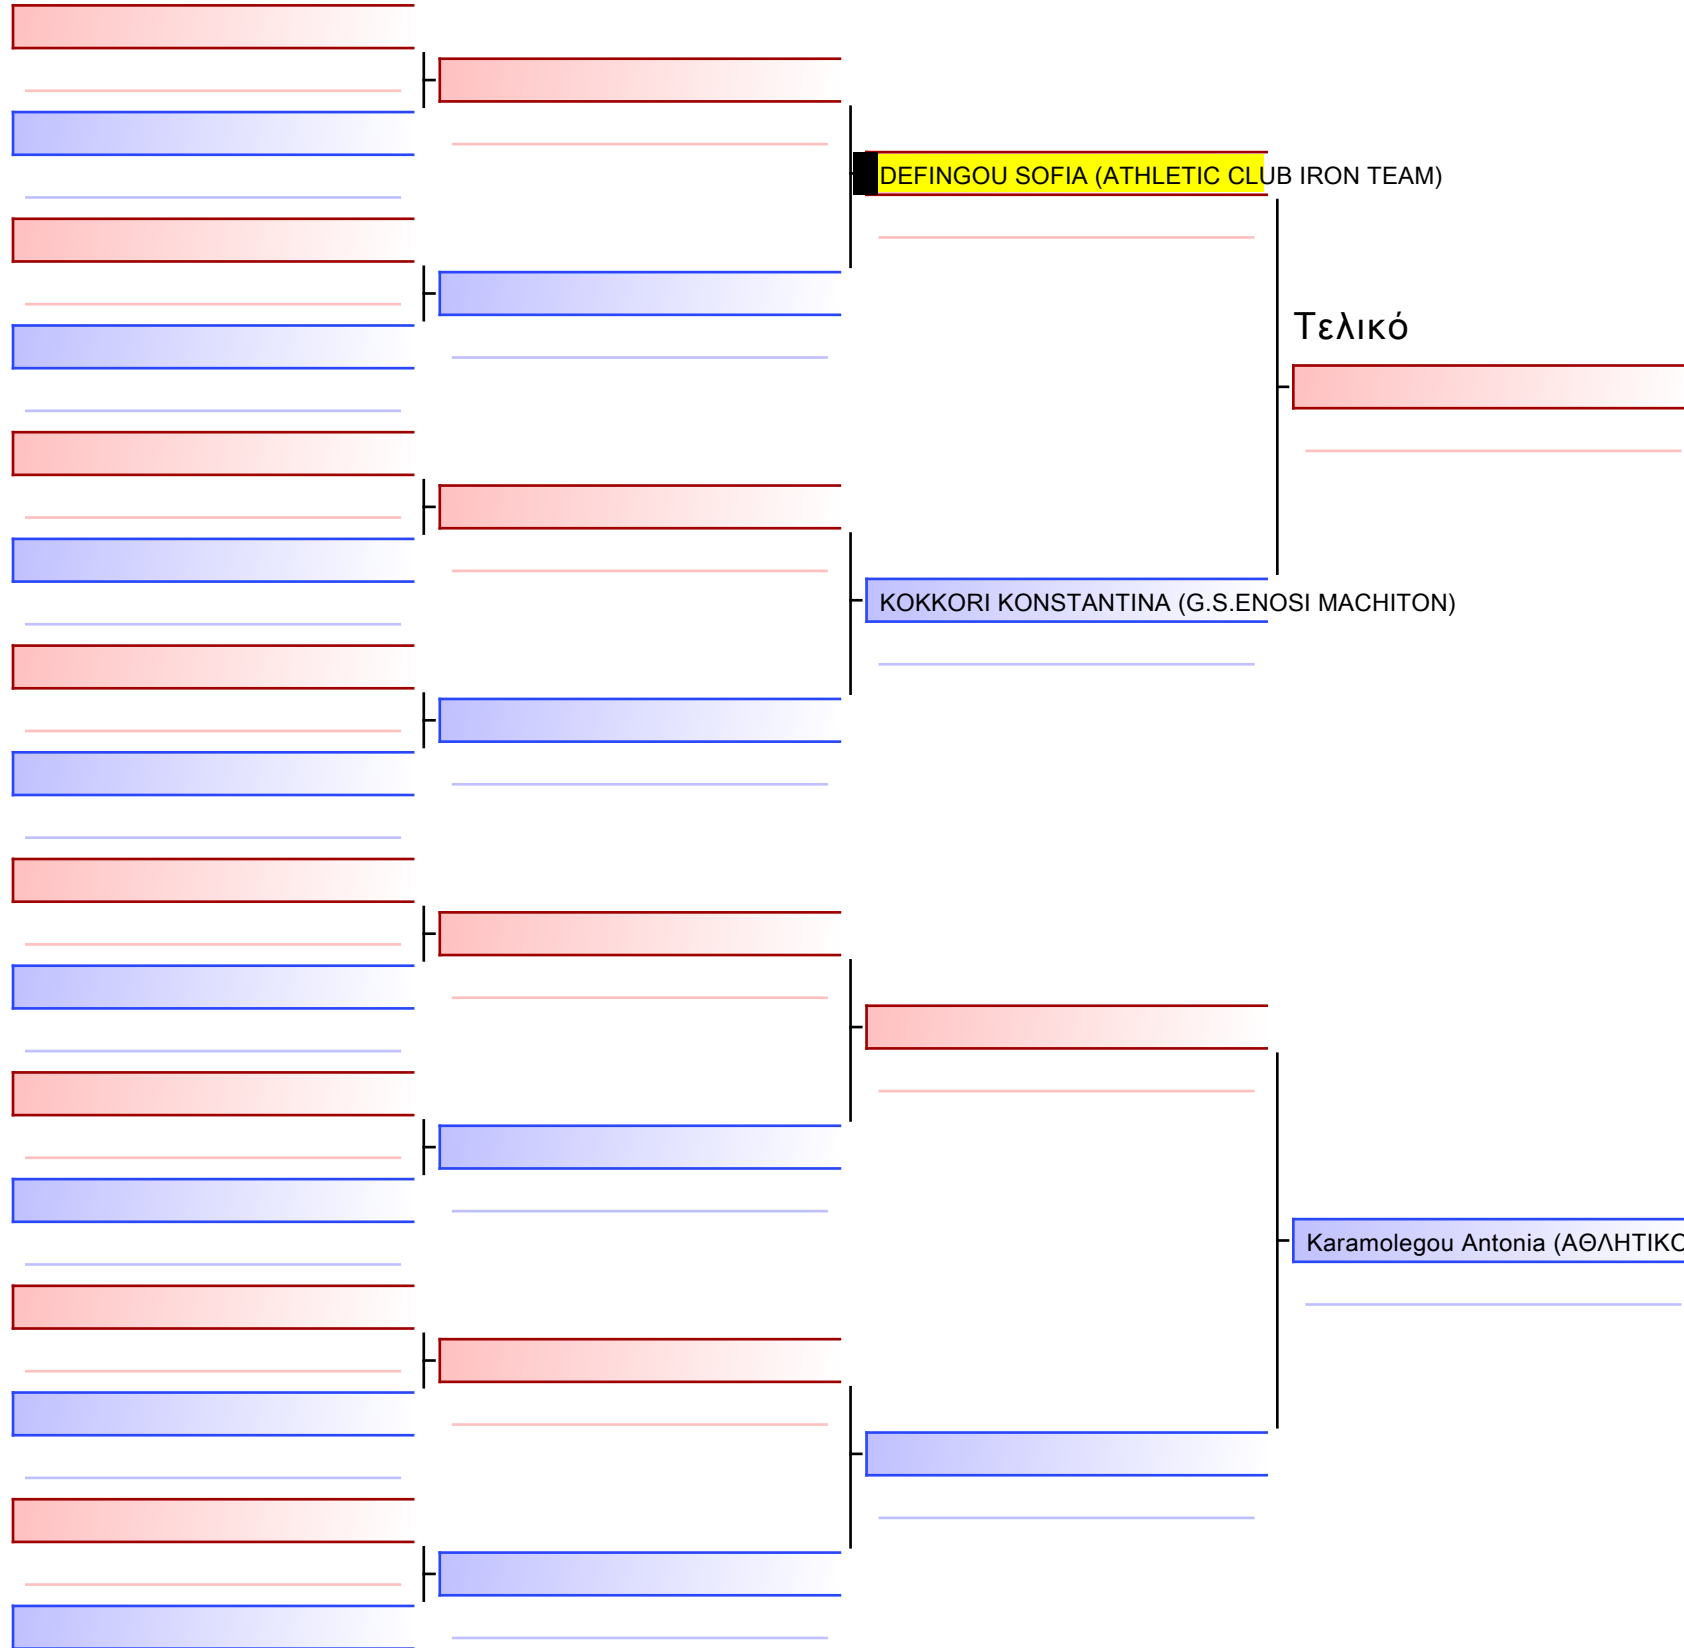 DEFINGOU SOFIA (ATHLETIC CLUB IRON TEAM)
Τελικό
KOKKORI KONSTANTINA (G.S.ENOSI MACHITON)
Karamolegou Antonia (ΑΘΛΗΤΙΚΟ